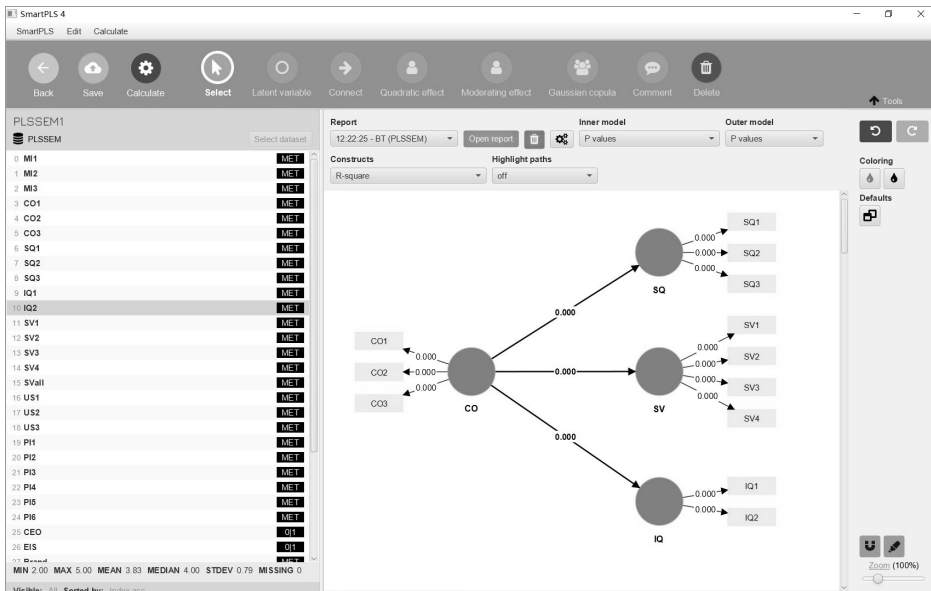 SmartPLS 4
SmartPLS Edit Calculate
Back Save Calculate Select Latent variable Connect Quadratic effect Moderating effect Gaussian copula Comment Delete
Tools
PLSSEM1
PLSSEM Select dataset
0 MI1 MET
1 MI2 MET
2 MI3 MET
3 CO1 MET
4 CO2 MET
5 CO3 MET
6 SQ1 MET
7 SQ2 MET
8 SQ3 MET
9 IQ1 MET
10 IQ2 MET
11 SV1 MET
12 SV2 MET
13 SV3 MET
14 SV4 MET
15 SVall MET
16 US1 MET
17 US2 MET
18 US3 MET
19 PI1 MET
20 PI2 MET
21 PI3 MET
22 PI4 MET
23 PI5 MET
24 PI6 MET
25 CEO 0|1
26 EIS 0|1
27 Brand MET
MIN 2.00 MAX 5.00 MEAN 3.83 MEDIAN 4.00 STDEV 0.79 MISSING 0
Visible: All Sorted by: Index asc
Report Inner model Outer model
12:22:25 - BT (PLSSEM) Open report P values P values
Constructs Highlight paths
R-square off
SQ1
0.000
0.000 SQ2
0.000
SQ3
SQ
0.000
CO1
0.000
CO2 0.000
0.000
CO3
CO
0.000
SV1
0.000
0.000 SV2
0.000 SV3
0.000
SV4
SV
0.000
0.000 IQ1
0.000 IQ2
IQ
Coloring
Defaults
Zoom (100%)